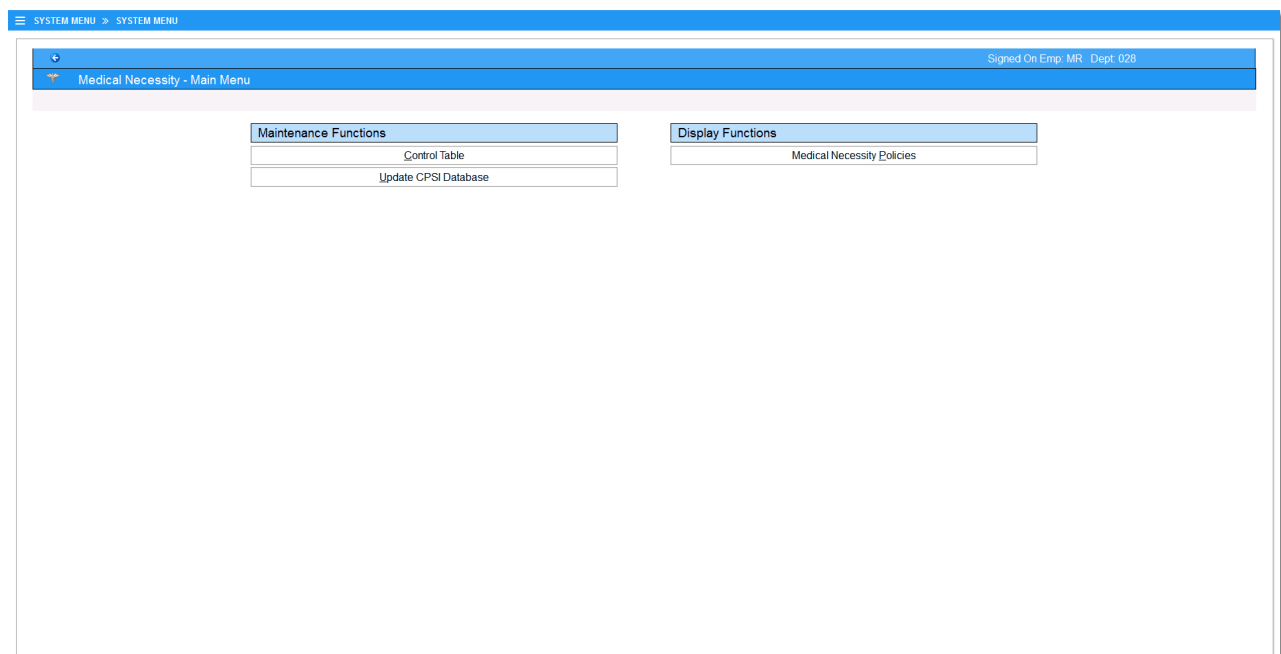 SYSTEM MENU » SYSTEM MENU
Signed On Emp: MR Dept: 028
Medical Necessity - Main Menu
Maintenance Functions
Control Table
Update CPSI Database
Display Functions
Medical Necessity Policies